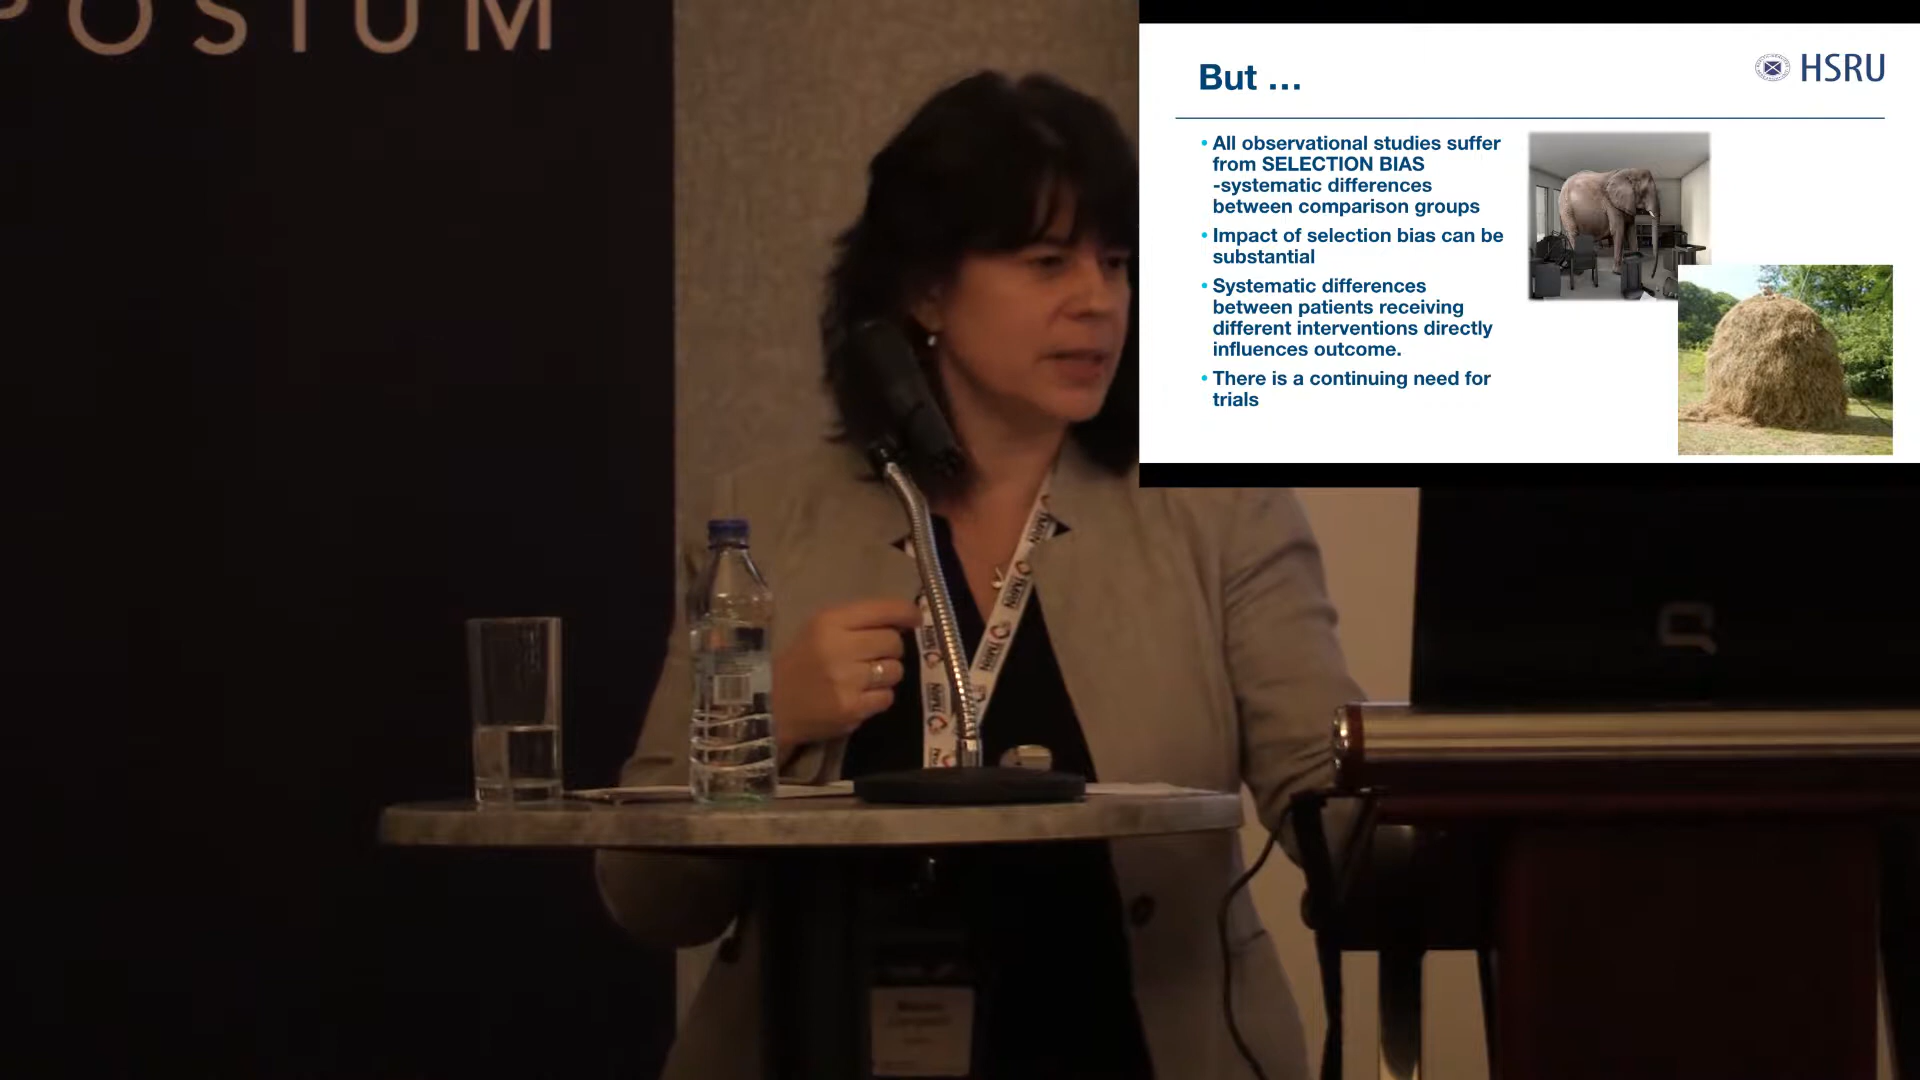 POSIUM
But ...
HSRU
• All observational studies suffer
from SELECTION BIAS
-systematic differences
between comparison groups
• Impact of selection bias can be
substantial
• Systematic differences
between patients receiving
different interventions directly
influences outcome.
• There is a continuing need for
trials